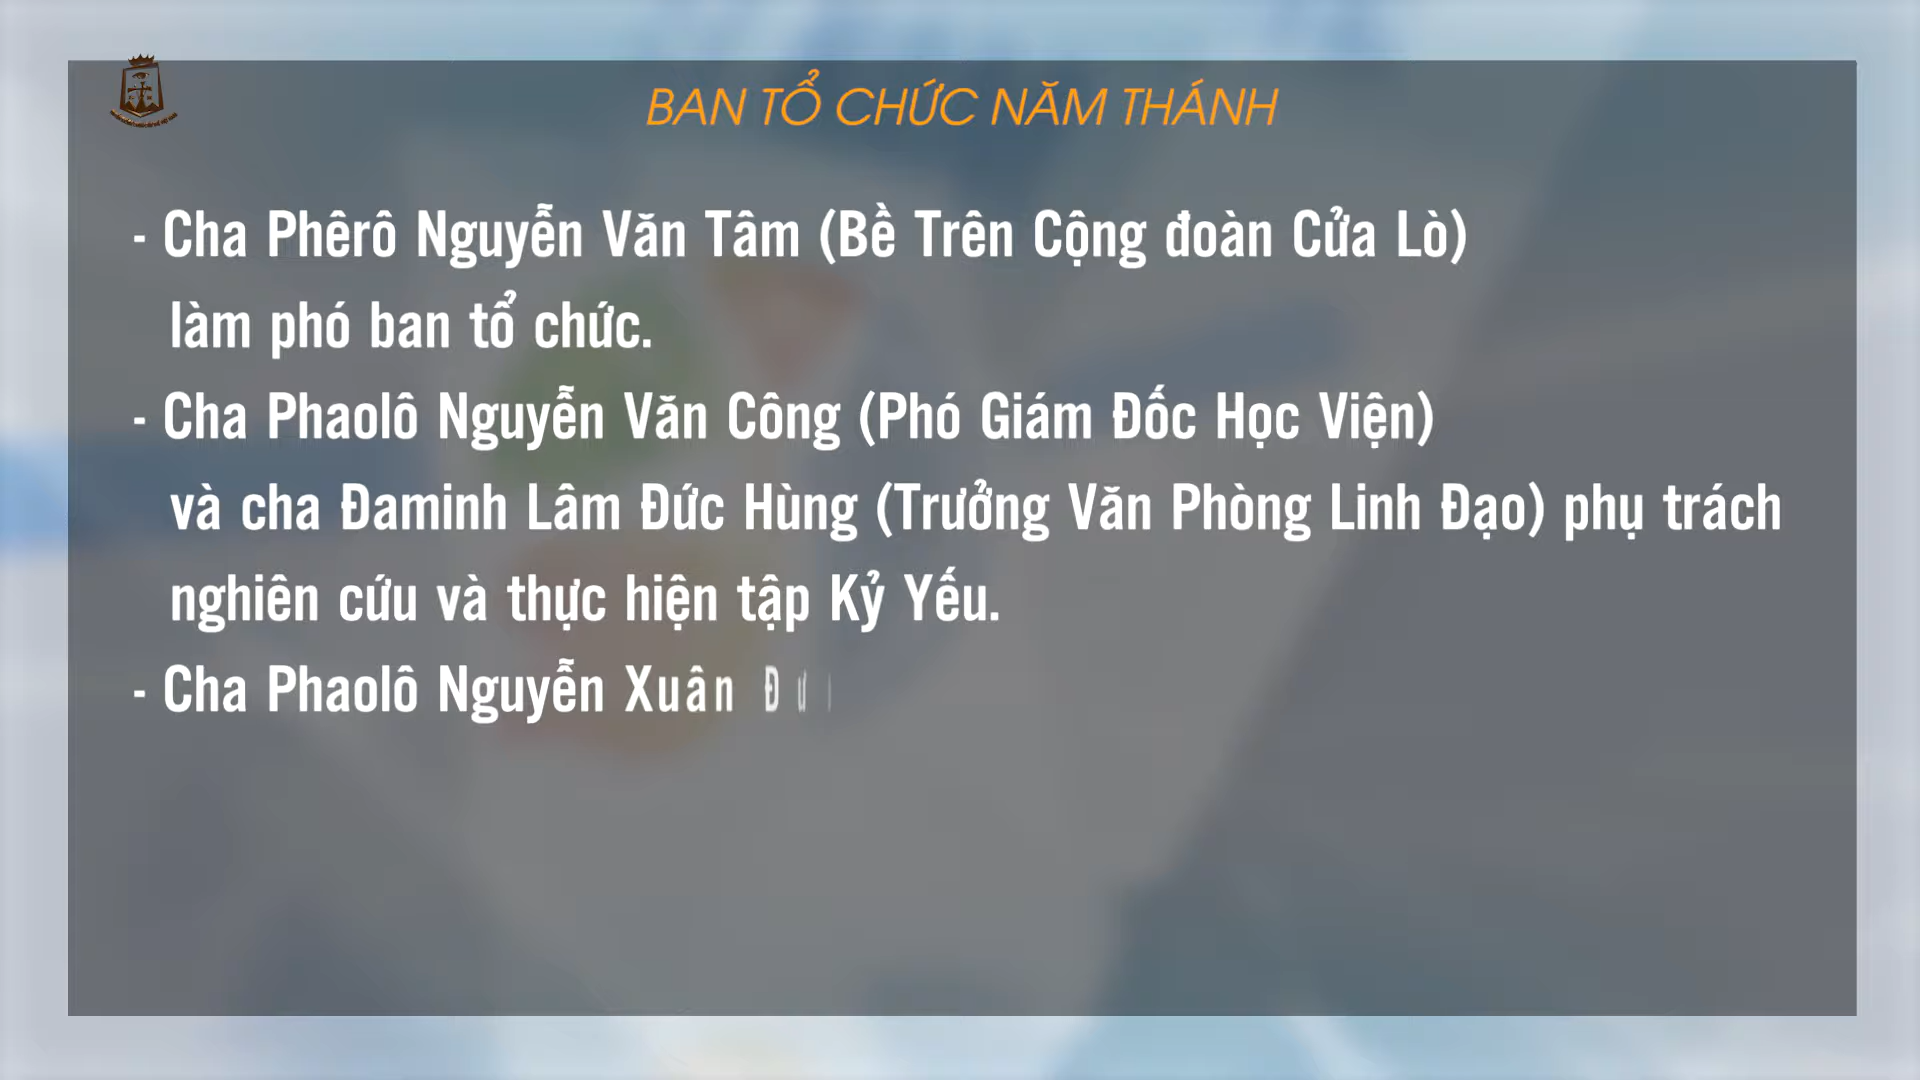 BAN TỔ CHỨC NĂM THÁNH
- Cha Phêrô Nguyễn Văn Tâm (Bề Trên Cộng đoàn Cửa Lò)
làm phó ban tổ chức.
- Cha Phaolô Nguyễn Văn Công (Phó Giám Đốc Học Viện)
và cha Đaminh Lâm Đức Hùng (Trưởng Văn Phòng Linh Đạo) phụ trách
nghiên cứu và thực hiện tập Kỷ Yếu.
- Cha Phaolô Nguyễn Xuân